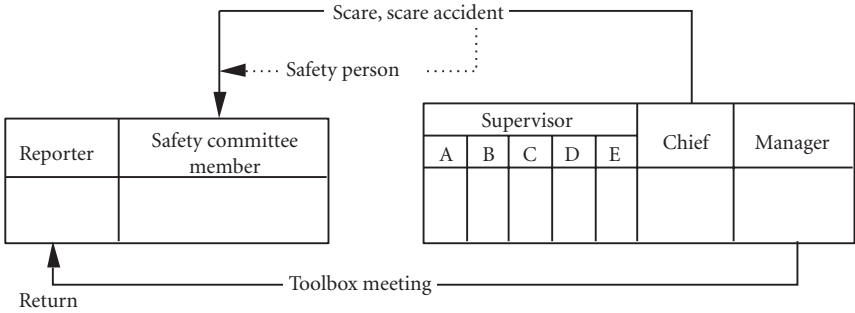 Scare, scare accident
Safety person
Reporter
Safety committee
member
Supervisor
A B C D E
Chief
Manager
Toolbox meeting
Return